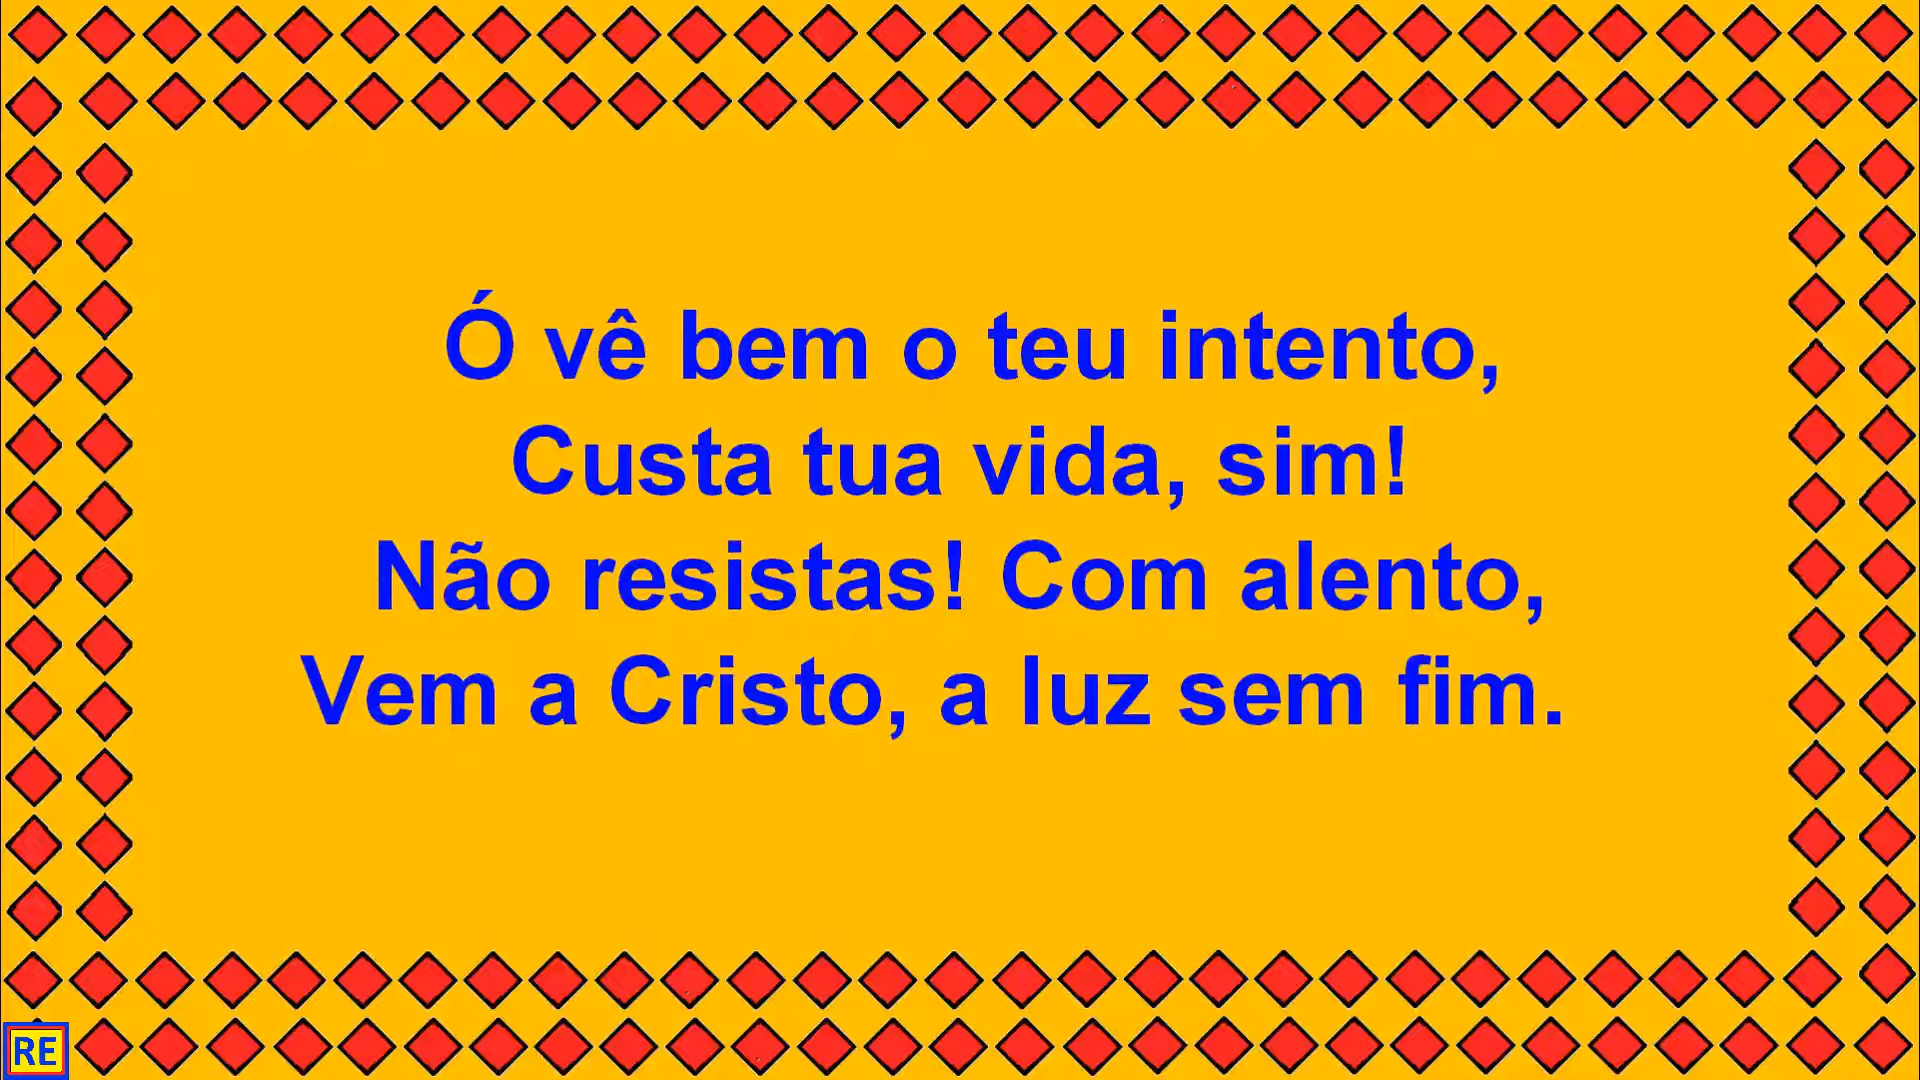 Ó vê bem o teu intento,
Custa tua vida, sim!
Não resistas! Com alento,
Vem a Cristo, a luz sem fim.
RE